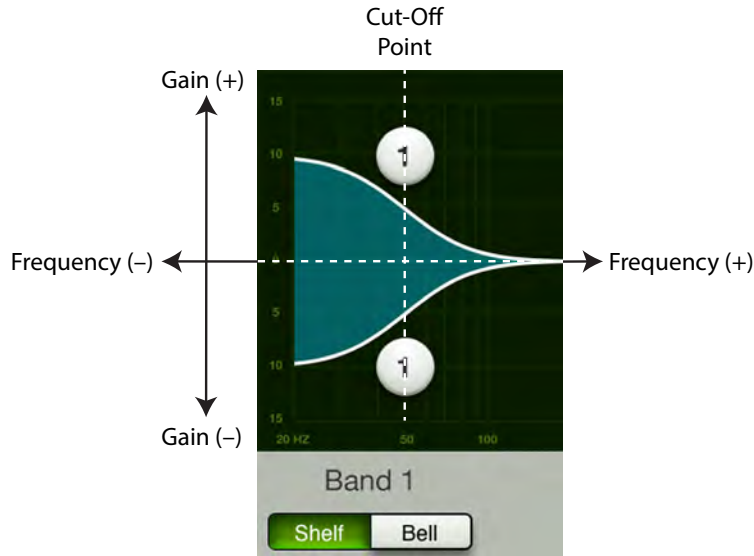 Cut-Off
Point
Gain (+)
15
10
1
5
Frequency (–)
0
Frequency (+)
5
1
10
15
Gain (–)
20 HZ
50
100
Band 1
Shelf
Bell